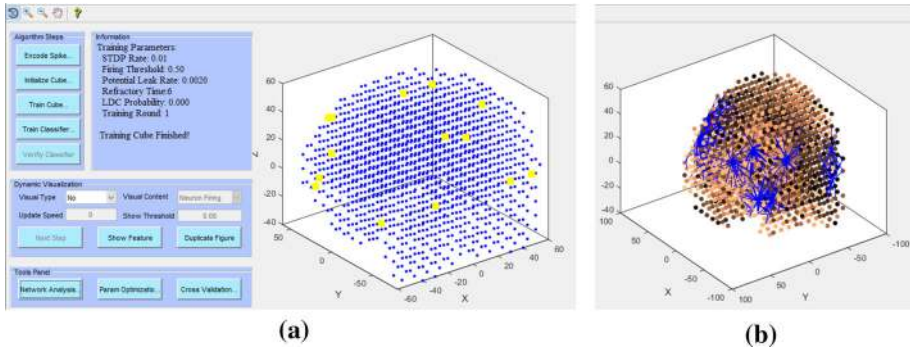 Algorithm Steps
Encode Spike...
Initialize Cube...
Train Cube...
Train Classifier...
Verify Classifier
Information
Training Parameters:
STDP Rate: 0.01
Firing Threshold: 0.50
Potential Leak Rate: 0.0020
Refractory Time:6
LDC Probability: 0.000
Training Round: 1
Training Cube Finished!
Dynamic Visualization
Visual Type No Visual Content Neuron Firing
Update Speed 0 Show Threshold 0.00
Next Step Show Feature Duplicate Figure
Tools Panel
Network Analysis... Param Optimizatio... Cross Validation...
60
40
20
0
-20
-40
Z
50
0
-50
Y
-60 -40 -20 0 20 40 60
X
(a)
60
40
20
0
-20
-40
100
50
0
-50
-100
X
100 50 0 -50 -100
Y
(b)